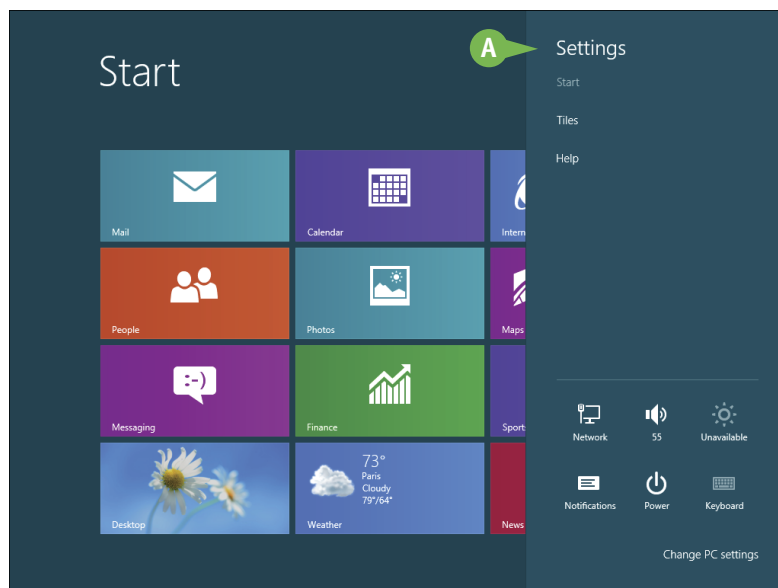 Start
A
Settings
Start
Tiles
Help
Mail
Calendar
Intern
People
Photos
Maps
:-)
Messaging
Finance
Sport
Desktop
73°
Paris
Cloudy
79°/64°
Weather
News
Network
55
Unavailable
Notifications
Power
Keyboard
Change PC settings